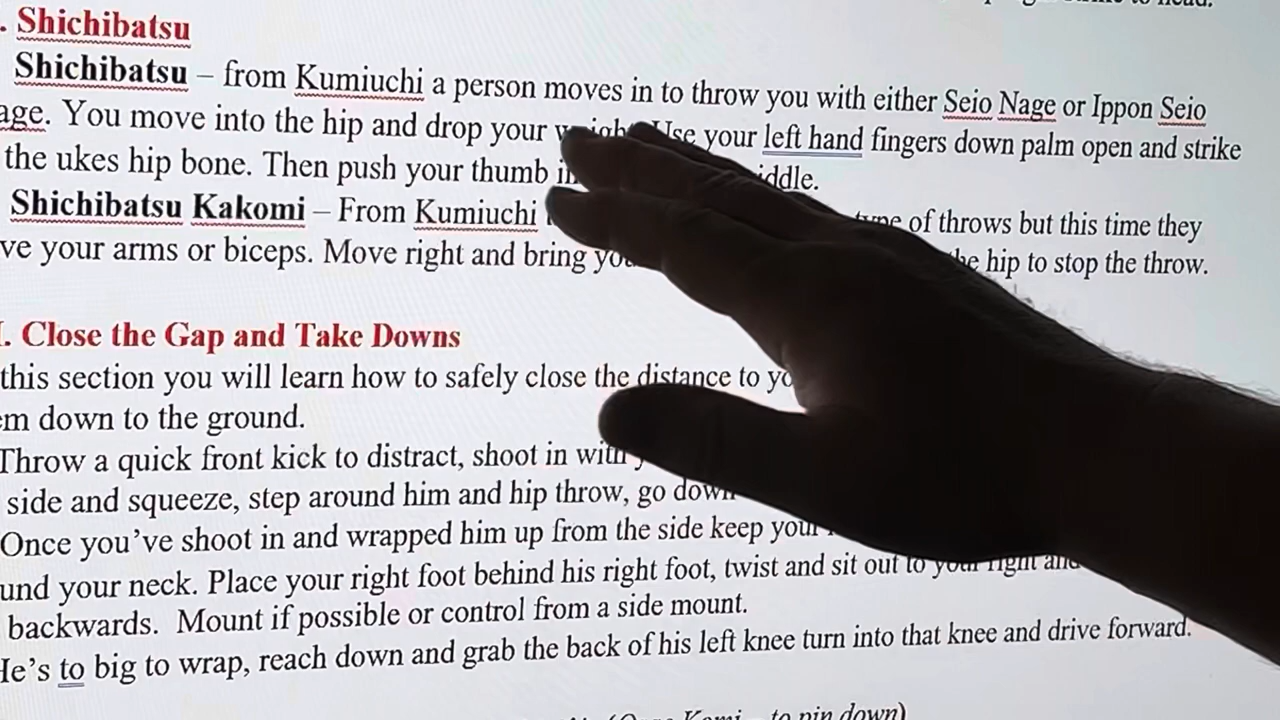 . Shichibatsu
Shichibatsu – from Kumiuchi a person moves in to throw you with either Seio Nage or Ippon Seio
age. You move into the hip and drop your Use your left hand fingers down palm open and strike
the ukes hip bone. Then push your thumb
Shichibatsu Kakomi – From Kumiuchi of throws but this time they
ve your arms or biceps. Move right and bring hip to stop the throw.
I. Close the Gap and Take Downs
this section you will learn how to safely close the distance to
em down to the ground.
Throw a quick front kick to distract, shoot in with
side and squeeze, step around him and hip throw, go down
Once you've shoot in and wrapped him up from the side keep your
und your neck. Place your right foot behind his right foot, twist and sit out to your right and
backwards. Mount if possible or control from a side mount.
He's to big to wrap, reach down and grab the back of his left knee turn into that knee and drive forward.
to pin down)